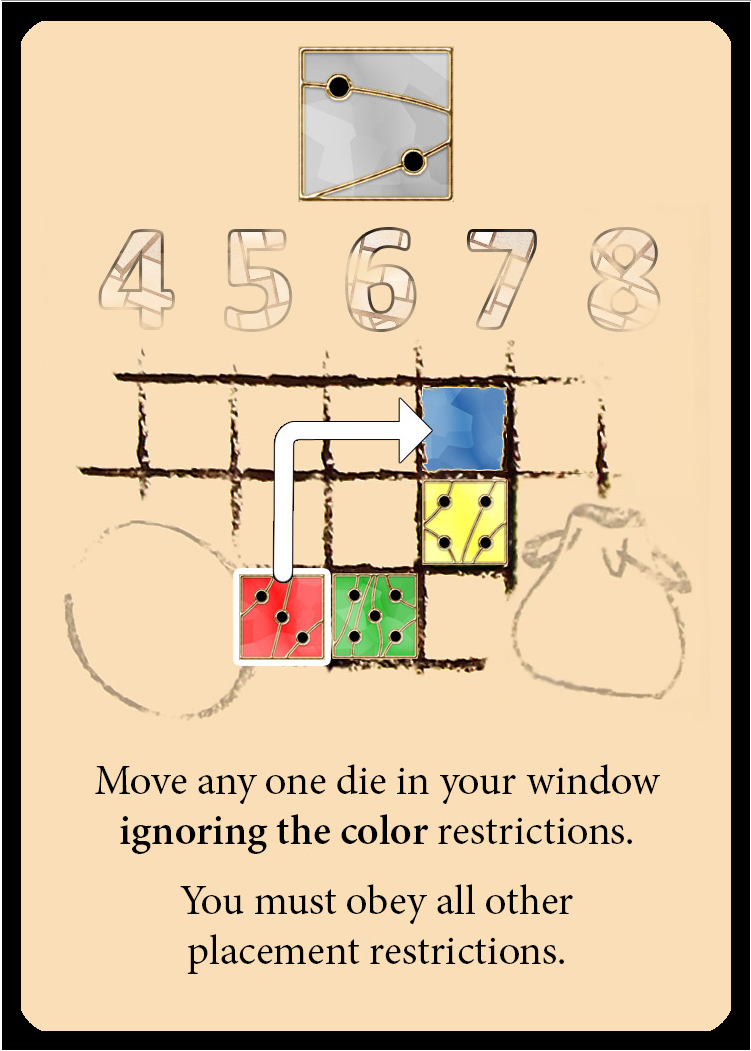 4 5 6 7 8
Move any one die in your window
ignoring the color restrictions.
You must obey all other
placement restrictions.